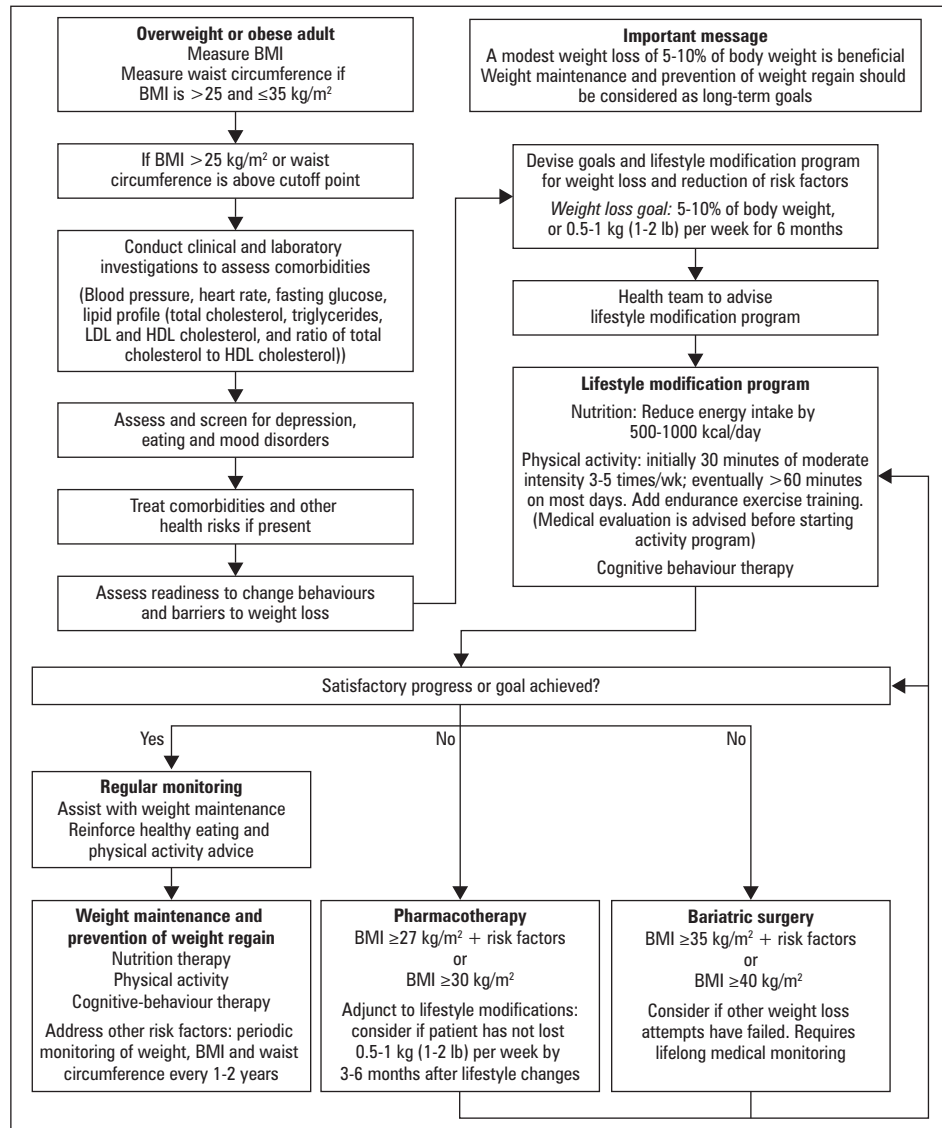 Overweight or obese adult
Measure BMI
Measure waist circumference if
BMI is >25 and ≤35 kg/m²
Important message
A modest weight loss of 5-10% of body weight is beneficial
Weight maintenance and prevention of weight regain should
be considered as long-term goals
If BMI >25 kg/m² or waist
circumference is above cutoff point
Conduct clinical and laboratory
investigations to assess comorbidities
(Blood pressure, heart rate, fasting glucose,
lipid profile (total cholesterol, triglycerides,
LDL and HDL cholesterol, and ratio of total
cholesterol to HDL cholesterol))
Assess and screen for depression,
eating and mood disorders
Treat comorbidities and other
health risks if present
Assess readiness to change behaviours
and barriers to weight loss
Devise goals and lifestyle modification program
for weight loss and reduction of risk factors
Weight loss goal: 5-10% of body weight,
or 0.5-1 kg (1-2 lb) per week for 6 months
Health team to advise
lifestyle modification program
Lifestyle modification program
Nutrition: Reduce energy intake by
500-1000 kcal/day
Physical activity: initially 30 minutes of moderate
intensity 3-5 times/wk; eventually >60 minutes
on most days. Add endurance exercise training.
(Medical evaluation is advised before starting
activity program)
Cognitive behaviour therapy
Satisfactory progress or goal achieved?
Yes
No
No
Regular monitoring
Assist with weight maintenance
Reinforce healthy eating and
physical activity advice
Weight maintenance and
prevention of weight regain
Nutrition therapy
Physical activity
Cognitive-behaviour therapy
Address other risk factors: periodic
monitoring of weight, BMI and waist
circumference every 1-2 years
Pharmacotherapy
BMI ≥27 kg/m² + risk factors
or
BMI ≥30 kg/m²
Adjunct to lifestyle modifications:
consider if patient has not lost
0.5-1 kg (1-2 lb) per week by
3-6 months after lifestyle changes
Bariatric surgery
BMI ≥35 kg/m² + risk factors
or
BMI ≥40 kg/m²
Consider if other weight loss
attempts have failed. Requires
lifelong medical monitoring